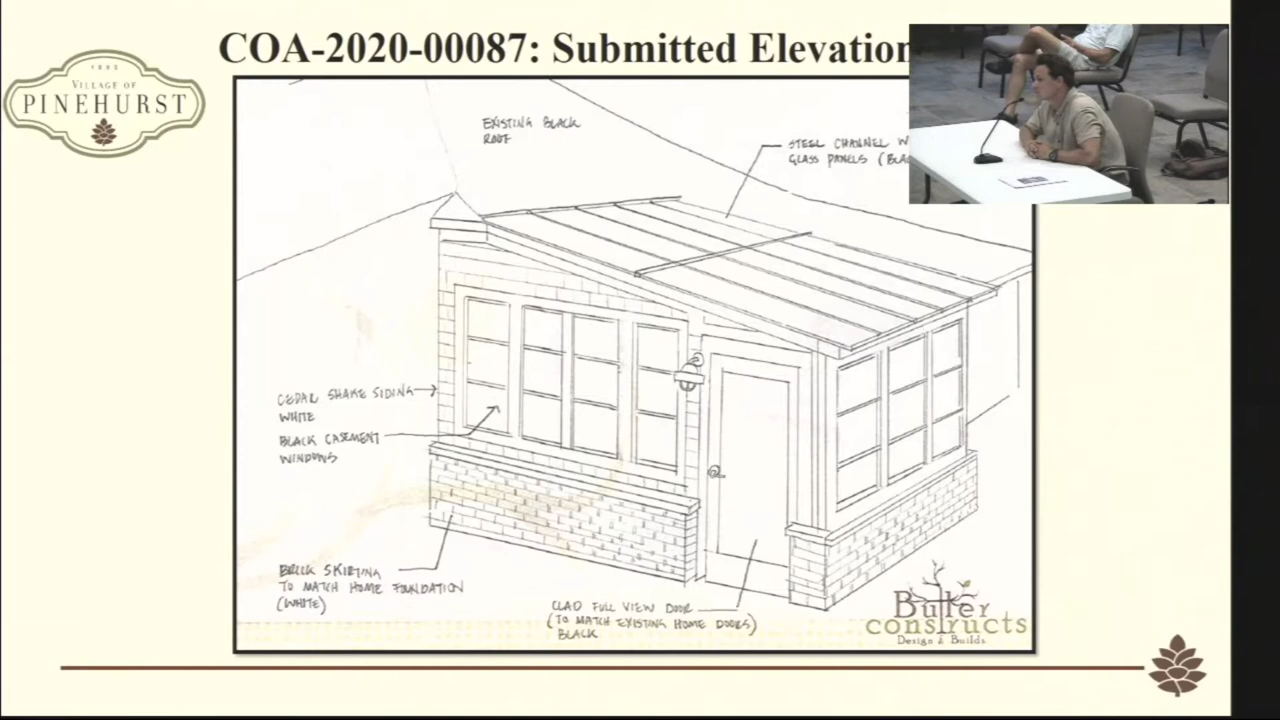 COA-2020-00087: Submitted Elevation
1895
VILLAGE OF
PINEHURST
EXISTING BLACK
ROOF
STEEL CHANNEL W
GLASS PANELS (BLA
CEDAR SHAKE SIDING
WHITE
BLACK CASEMENT
WINDOWS
BRICK SKIRTING
TO MATCH HOME FOUNDATION
(WHITE)
CLAD FULL VIEW DOOR
(TO MATCH EXISTING HOME DOORS)
BLACK
Butler
constructs
Design & Builds